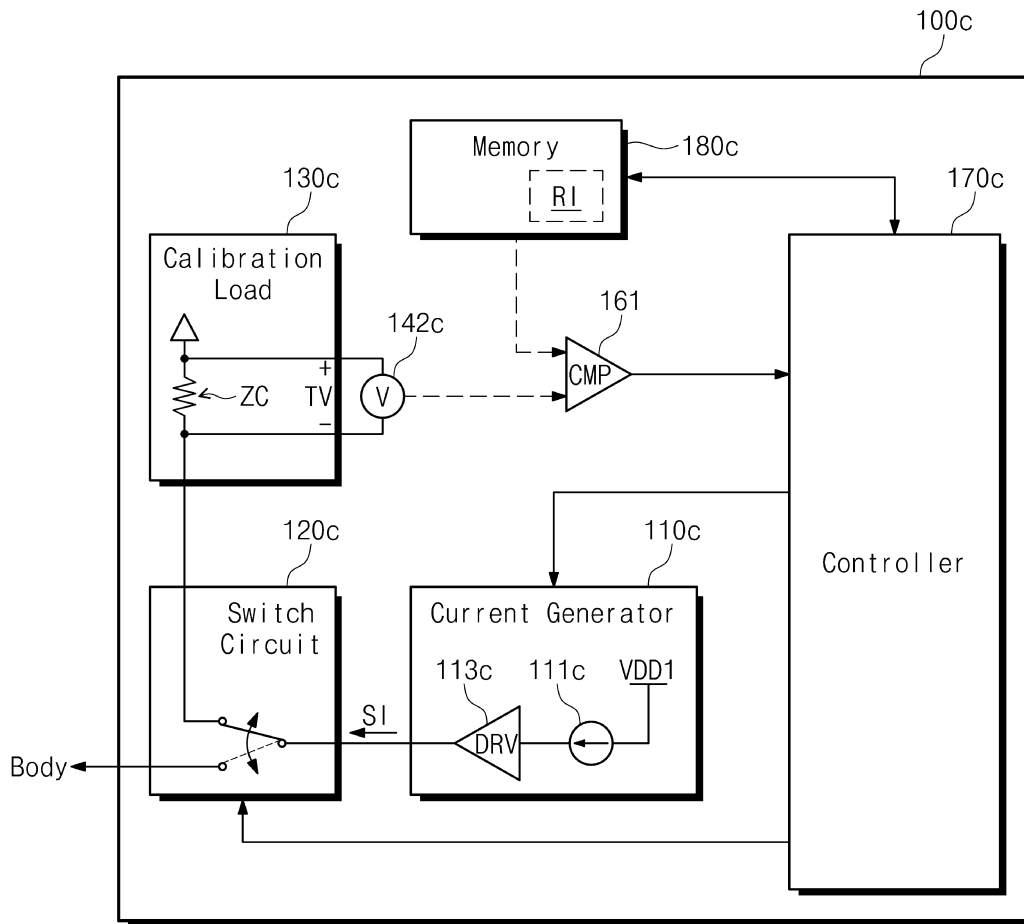 100c
Memory
180c
RI
130c
170c
Calibration
Load
161
142c
+
TV
-
ZC
V
CMP
120c
110c
Controller
Switch
Circuit
Current Generator
113c
111c
VDD1
SI
DRV
Body